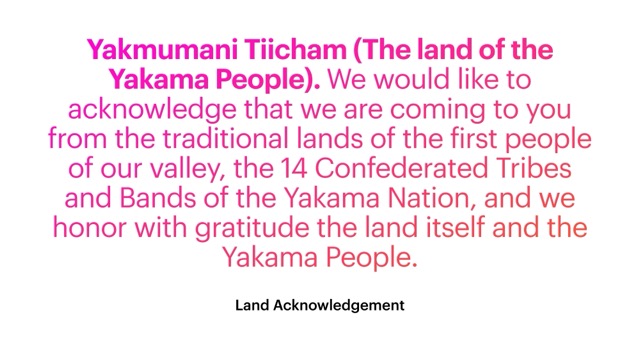 Yakmumani Tiicham (The land of the
Yakama People). We would like to
acknowledge that we are coming to you
from the traditional lands of the first people
of our valley, the 14 Confederated Tribes
and Bands of the Yakama Nation, and we
honor with gratitude the land itself and the
Yakama People.
Land Acknowledgement